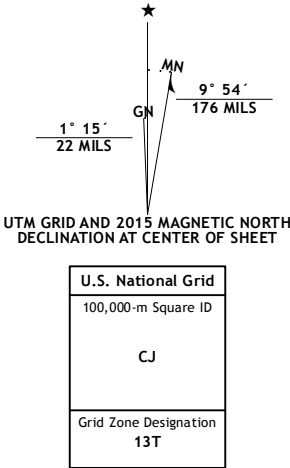 ★
MN
GN
9° 54´
176 MILS
1° 15´
22 MILS
UTM GRID AND 2015 MAGNETIC NORTH
DECLINATION AT CENTER OF SHEET
U.S. National Grid
100,000-m Square ID
CJ
Grid Zone Designation
13T